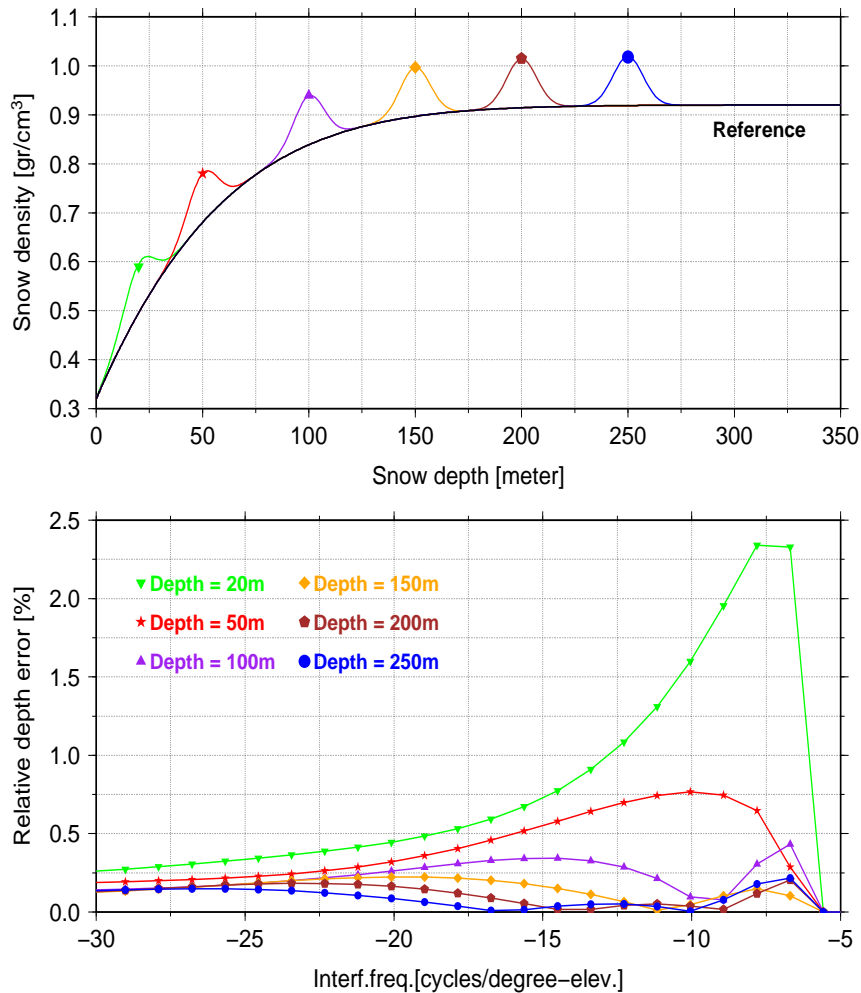 1.1
1.0
0.9
0.8
0.7
0.6
0.5
0.4
0.3
Snow density [gr/cm³]
Reference
0 50 100 150 200 250 300 350
Snow depth [meter]
2.5
2.0
1.5
1.0
0.5
0.0
Relative depth error [%]
Depth = 20m Depth = 150m
Depth = 50m Depth = 200m
Depth = 100m Depth = 250m
−30 −25 −20 −15 −10 −5
Interf.freq.[cycles/degree−elev.]